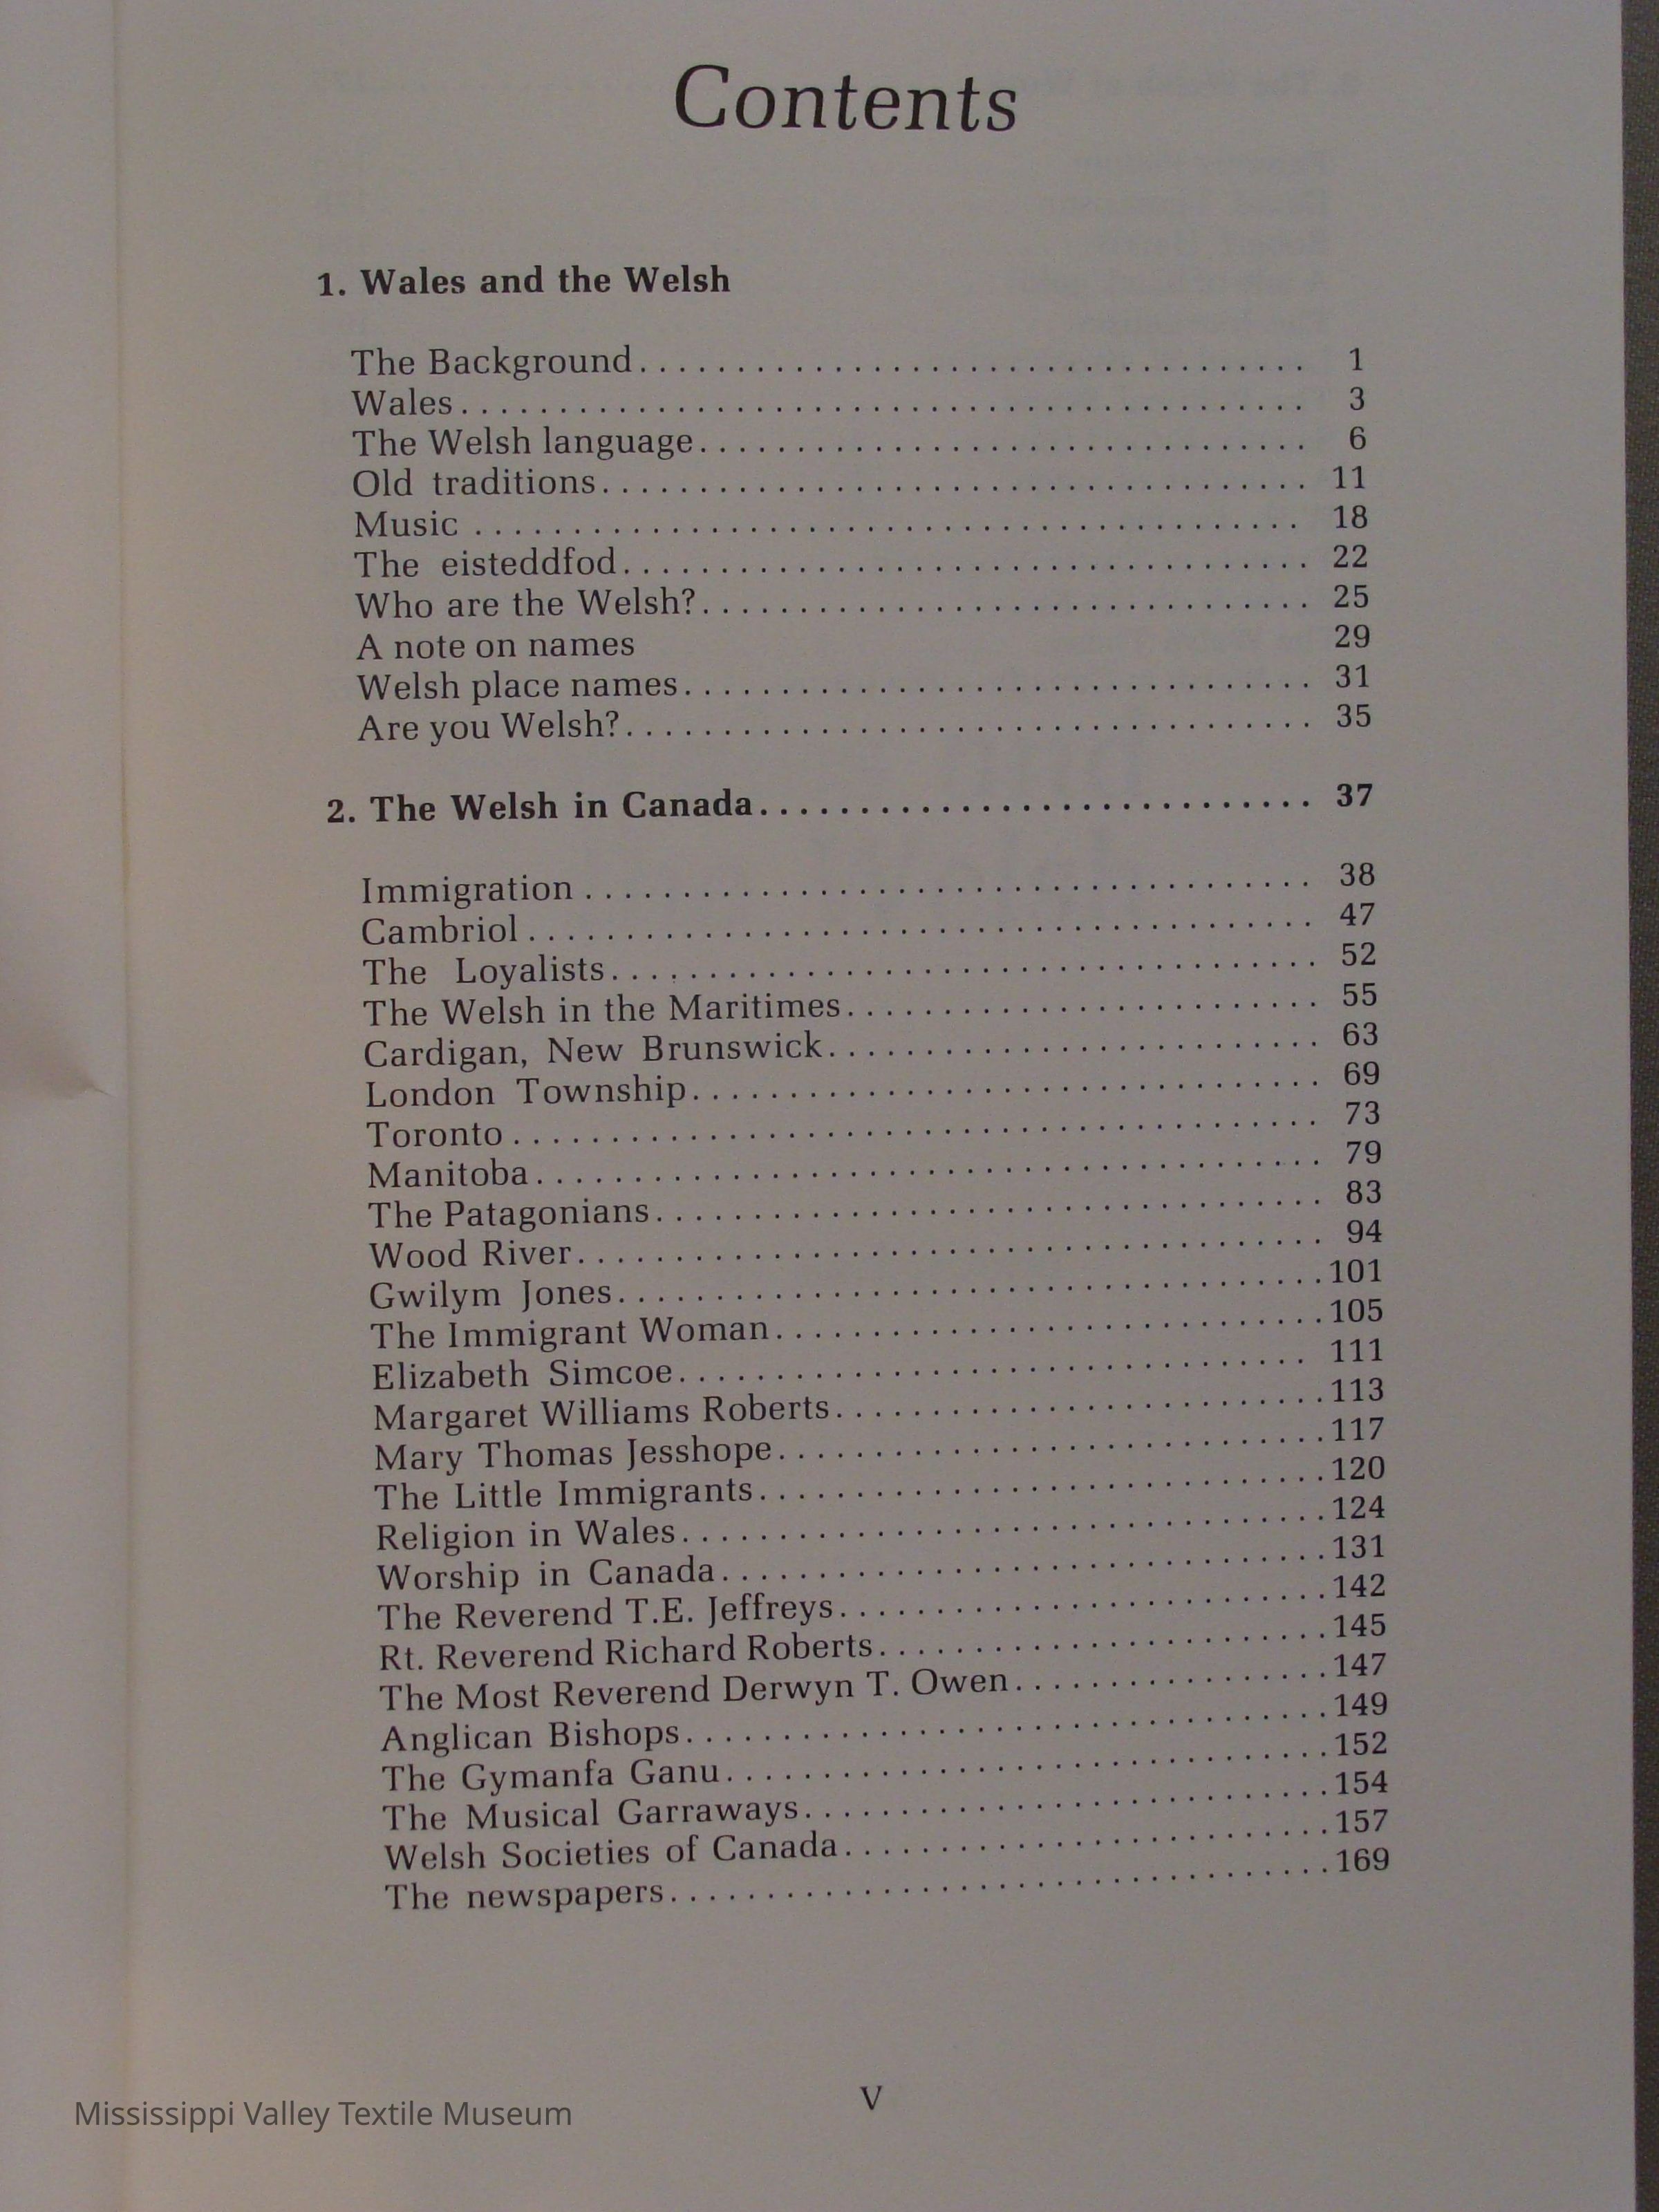 Contents
1. Wales and the Welsh
The Background. . . . . . . . . . . . . . . . . . . . . . . . . . . . . . . . . . . 1
Wales. . . . . . . . . . . . . . . . . . . . . . . . . . . . . . . . . . . . . . . . . . . . 3
The Welsh language. . . . . . . . . . . . . . . . . . . . . . . . . . . . . . . . 6
Old traditions. . . . . . . . . . . . . . . . . . . . . . . . . . . . . . . . . . . . . 11
Music . . . . . . . . . . . . . . . . . . . . . . . . . . . . . . . . . . . . . . . . . . . 18
The eisteddfod. . . . . . . . . . . . . . . . . . . . . . . . . . . . . . . . . . . . 22
Who are the Welsh?. . . . . . . . . . . . . . . . . . . . . . . . . . . . . . . . 25
A note on names 29
Welsh place names. . . . . . . . . . . . . . . . . . . . . . . . . . . . . . . . . 31
Are you Welsh?. . . . . . . . . . . . . . . . . . . . . . . . . . . . . . . . . . . . 35
2. The Welsh in Canada. . . . . . . . . . . . . . . . . . . . . . . . . . . . 37
Immigration . . . . . . . . . . . . . . . . . . . . . . . . . . . . . . . . . . . . . . 38
Cambriol . . . . . . . . . . . . . . . . . . . . . . . . . . . . . . . . . . . . . . . . . 47
The Loyalists. . . . . . . . . . . . . . . . . . . . . . . . . . . . . . . . . . . . . 52
The Welsh in the Maritimes. . . . . . . . . . . . . . . . . . . . . . . . . 55
Cardigan, New Brunswick. . . . . . . . . . . . . . . . . . . . . . . . . . 63
London Township. . . . . . . . . . . . . . . . . . . . . . . . . . . . . . . . . 69
Toronto . . . . . . . . . . . . . . . . . . . . . . . . . . . . . . . . . . . . . . . . . . 73
Manitoba. . . . . . . . . . . . . . . . . . . . . . . . . . . . . . . . . . . . . . . . . 79
The Patagonians. . . . . . . . . . . . . . . . . . . . . . . . . . . . . . . . . . . 83
Wood River. . . . . . . . . . . . . . . . . . . . . . . . . . . . . . . . . . . . . . . 94
Gwilym Jones. . . . . . . . . . . . . . . . . . . . . . . . . . . . . . . . . . . . .101
The Immigrant Woman. . . . . . . . . . . . . . . . . . . . . . . . . . . . .105
Elizabeth Simcoe. . . . . . . . . . . . . . . . . . . . . . . . . . . . . . . . . 111
Margaret Williams Roberts. . . . . . . . . . . . . . . . . . . . . . . . . .113
Mary Thomas Jesshope. . . . . . . . . . . . . . . . . . . . . . . . . . . . .117
The Little Immigrants. . . . . . . . . . . . . . . . . . . . . . . . . . . . . .120
Religion in Wales. . . . . . . . . . . . . . . . . . . . . . . . . . . . . . . . . .124
Worship in Canada. . . . . . . . . . . . . . . . . . . . . . . . . . . . . . . .131
The Reverend T.E. Jeffreys. . . . . . . . . . . . . . . . . . . . . . . . . .142
Rt. Reverend Richard Roberts. . . . . . . . . . . . . . . . . . . . . . . .145
The Most Reverend Derwyn T. Owen. . . . . . . . . . . . . . . . .147
Anglican Bishops. . . . . . . . . . . . . . . . . . . . . . . . . . . . . . . . . .149
The Gymanfa Ganu. . . . . . . . . . . . . . . . . . . . . . . . . . . . . . . .152
The Musical Garraways. . . . . . . . . . . . . . . . . . . . . . . . . . . .154
Welsh Societies of Canada. . . . . . . . . . . . . . . . . . . . . . . . . .157
The newspapers. . . . . . . . . . . . . . . . . . . . . . . . . . . . . . . . . . .169
V
Mississippi Valley Textile Museum